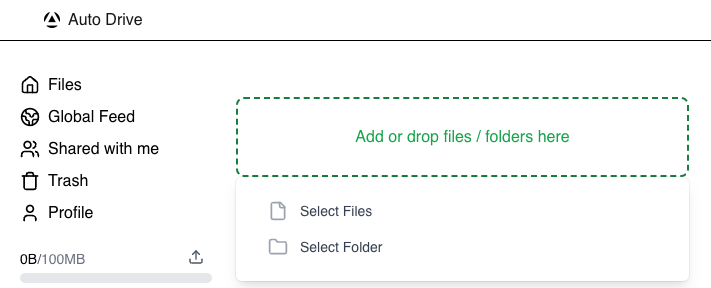 Auto Drive
Files
Global Feed
Shared with me
Trash
Profile
0B/100MB
Add or drop files / folders here
Select Files
Select Folder